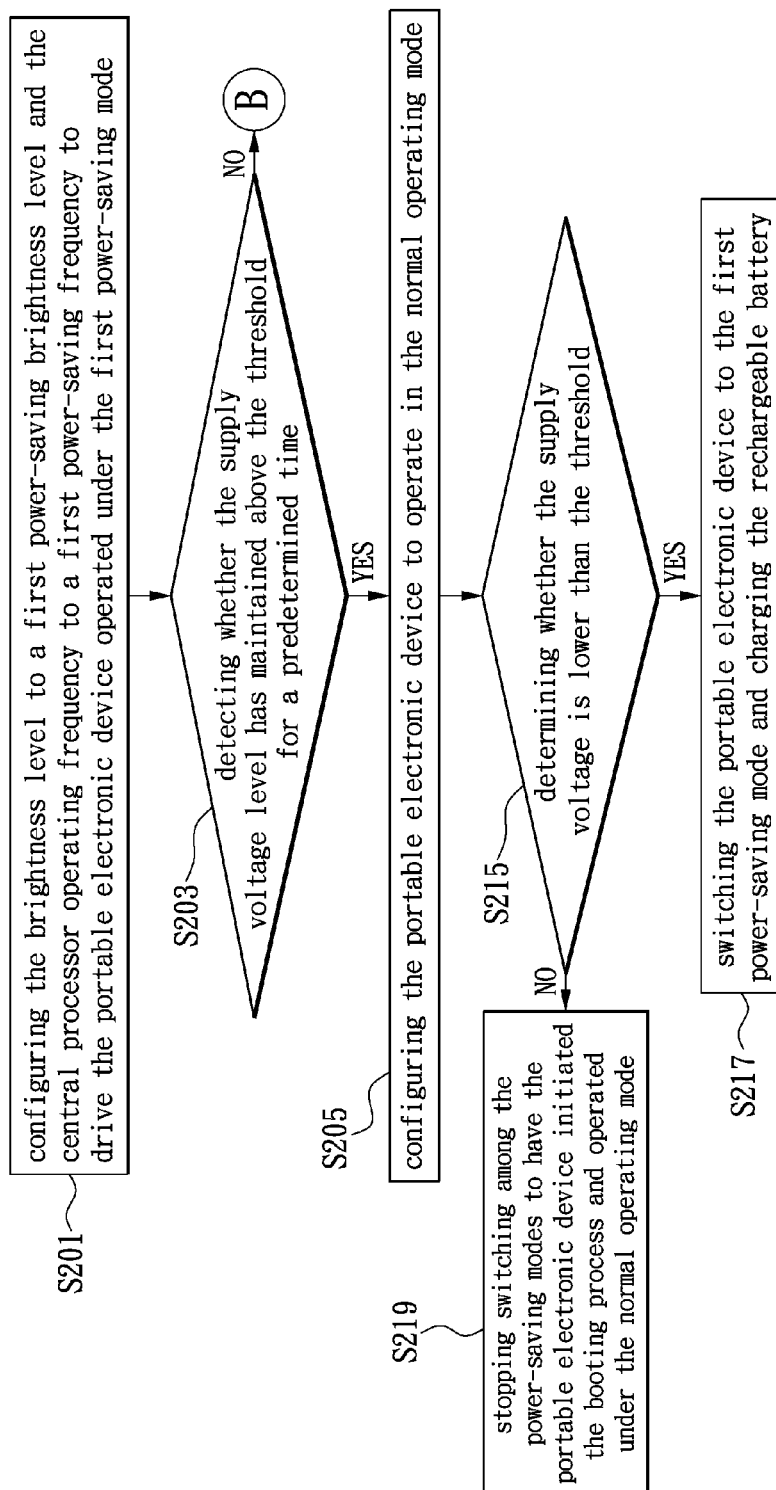 configuring the brightness level to a first power-saving brightness level and the
central processor operating frequency to a first power-saving frequency to
drive the portable electronic device operated under the first power-saving mode
S201
detecting whether the supply
voltage level has maintained above the threshold
for a predetermined time
S203
NO
B
YES
configuring the portable electronic device to operate in the normal operating mode
S205
determining whether the supply
voltage is lower than the threshold
S215
NO
YES
stopping switching among the
power-saving modes to have the
portable electronic device initiated
the booting process and operated
under the normal operating mode
S219
switching the portable electronic device to the first
power-saving mode and charging the rechargeable battery
S217